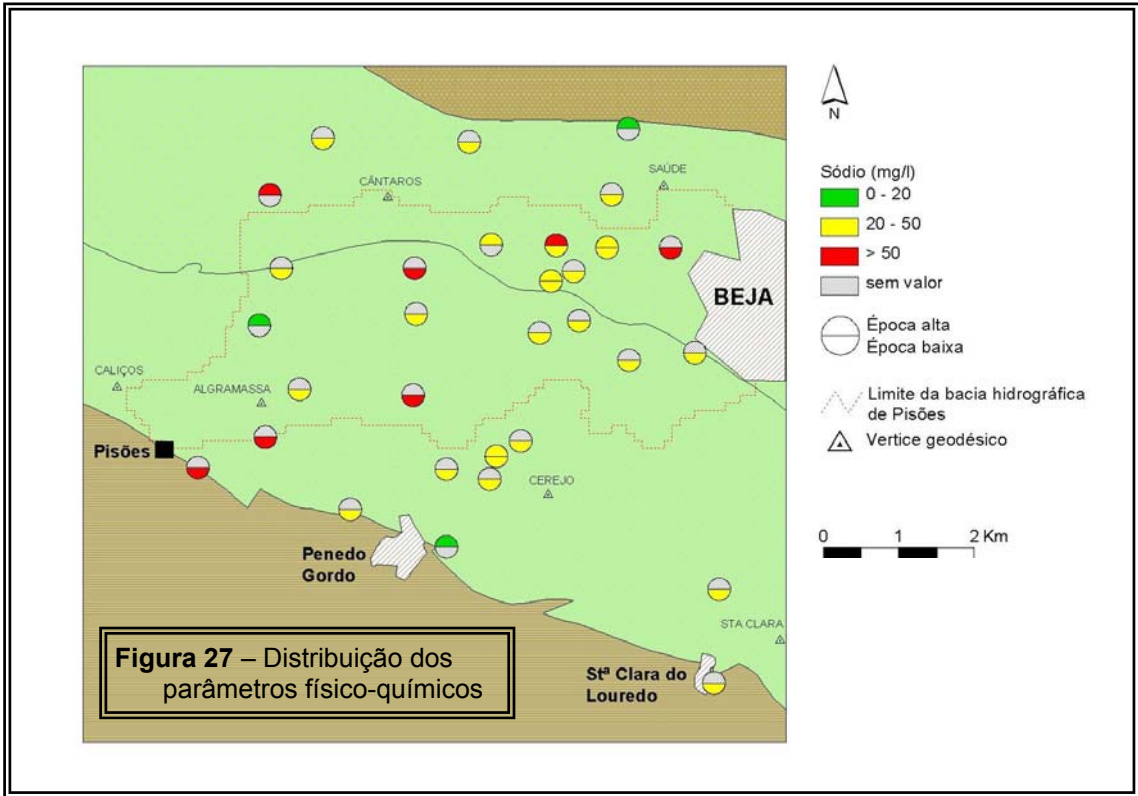 CÂNTAROS
SAÚDE
BEJA
CALIÇOS
ALGRAMASSA
Pisões
CEREJO
Penedo
Gordo
STA CLARA
Stª Clara do
Louredo
Figura 27 – Distribuição dos
parâmetros físico-químicos
N
Sódio (mg/l)
0 - 20
20 - 50
> 50
sem valor
Época alta
Época baixa
Limite da bacia hidrográfica
de Pisões
Vertice geodésico
0 1 2 Km